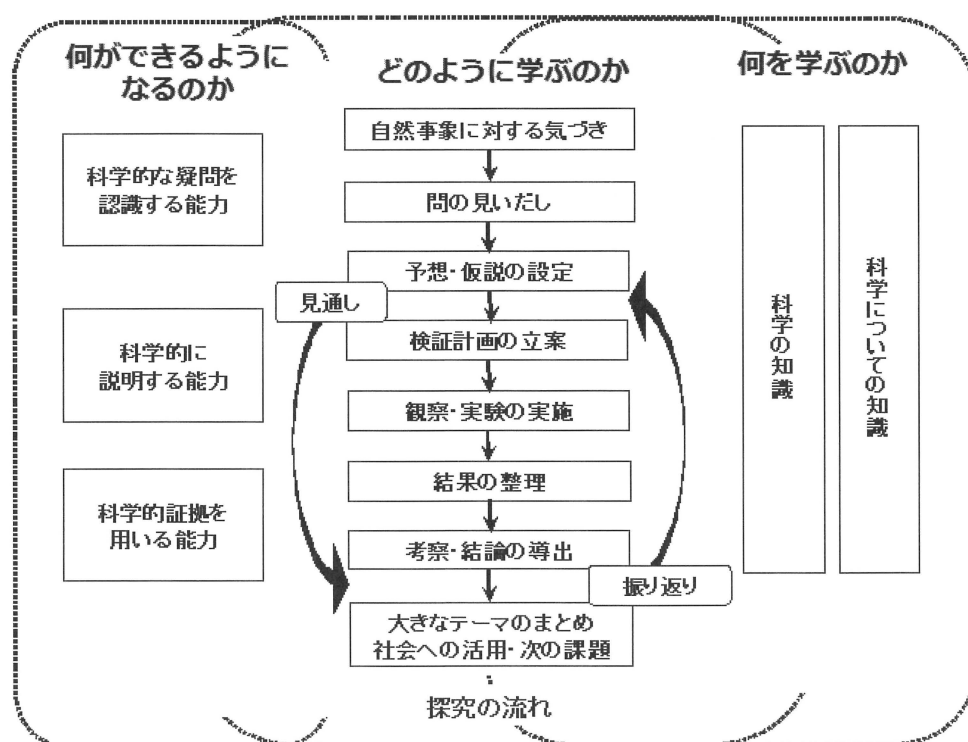 何ができるように
なるのか
科学的な疑問を
認識する能力
科学的に
説明する能力
科学的証拠を
用いる能力
どのように学ぶのか
自然事象に対する気づき
問の見いだし
予想・仮説の設定
見通し
検証計画の立案
観察・実験の実施
結果の整理
考察・結論の導出
振り返り
大きなテーマのまとめ
社会への活用・次の課題
探究の流れ
何を学ぶのか
科学の知識
科学についての知識